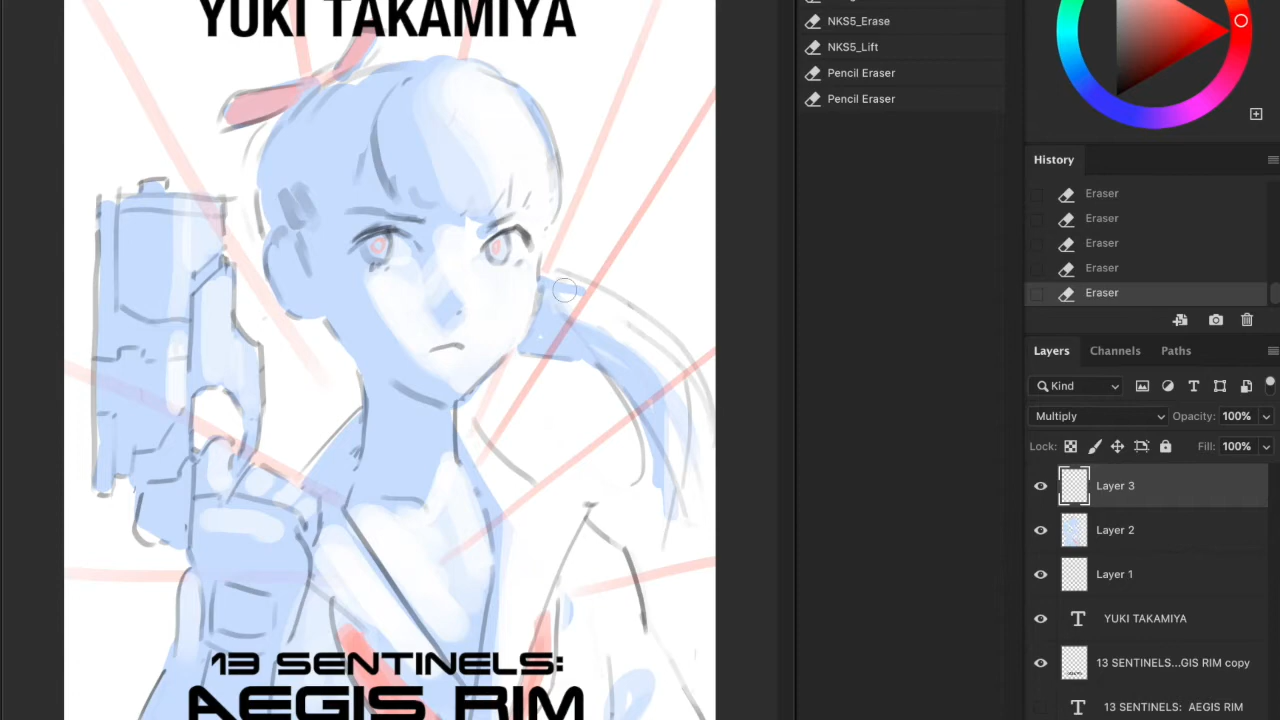 YUKI TAKAMIYA
13 SENTINELS:
AEGIS RIM
NKS5_Erase
NKS5_Lift
Pencil Eraser
Pencil Eraser
History
Eraser
Eraser
Eraser
Eraser
Eraser
Layers Channels Paths
Kind
Multiply Opacity: 100%
Lock: Fill: 100%
Layer 3
Layer 2
Layer 1
T YUKI TAKAMIYA
13 SENTINELS...GIS RIM copy
T 13 SENTINELS: AEGIS RIM